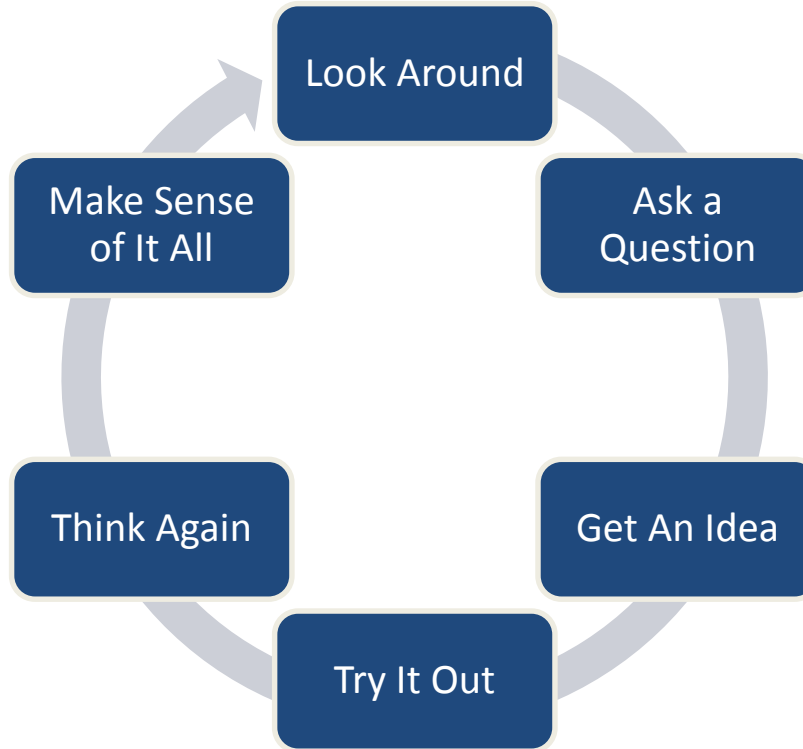 Look Around
Ask a
Question
Get An Idea
Try It Out
Think Again
Make Sense
of It All